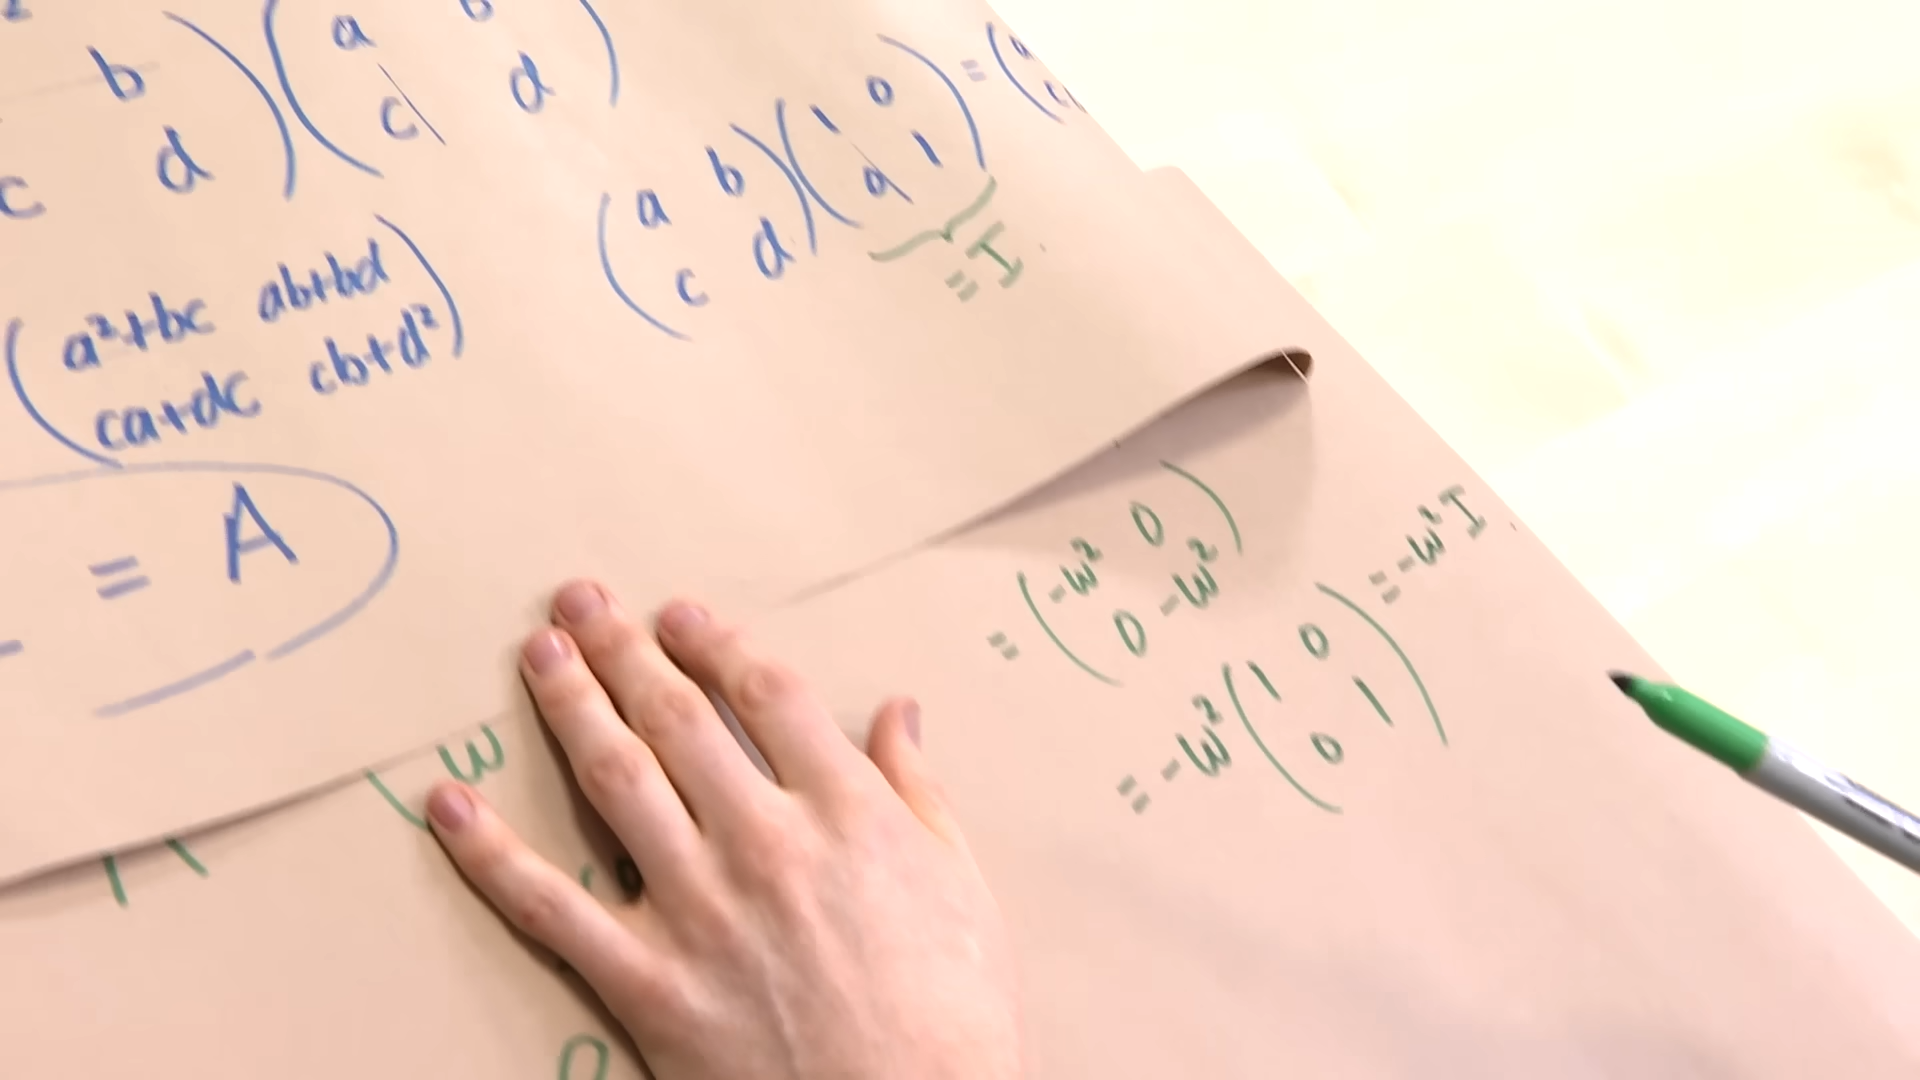 b
c d
) ( a b
c d )
( a b
c d ) ( 1 0
0 1 ) = ( a
= I .
( a²+bc ab+bd
ca+dc cb+d² )
= A
= ( -w² 0
0 -w² )
= -w² ( 1 0
0 1 ) = -w² I .
( w